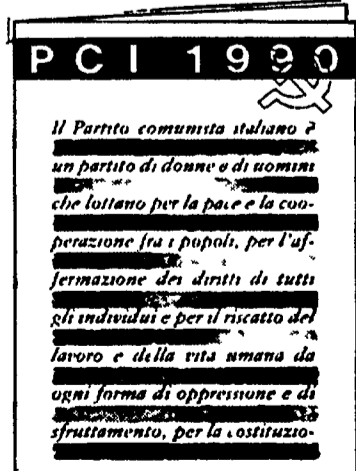 PCI 1990
Il Partito comunista italiano è
un partito di donne e di uomini
che lottano per la pace e la coo-
perazione fra i popoli, per l'af-
fermazione dei diritti di tutti
gli individui e per il riscatto del
lavoro e della vita umana da
ogni forma di oppressione e di
sfruttamento, per la costituzio-